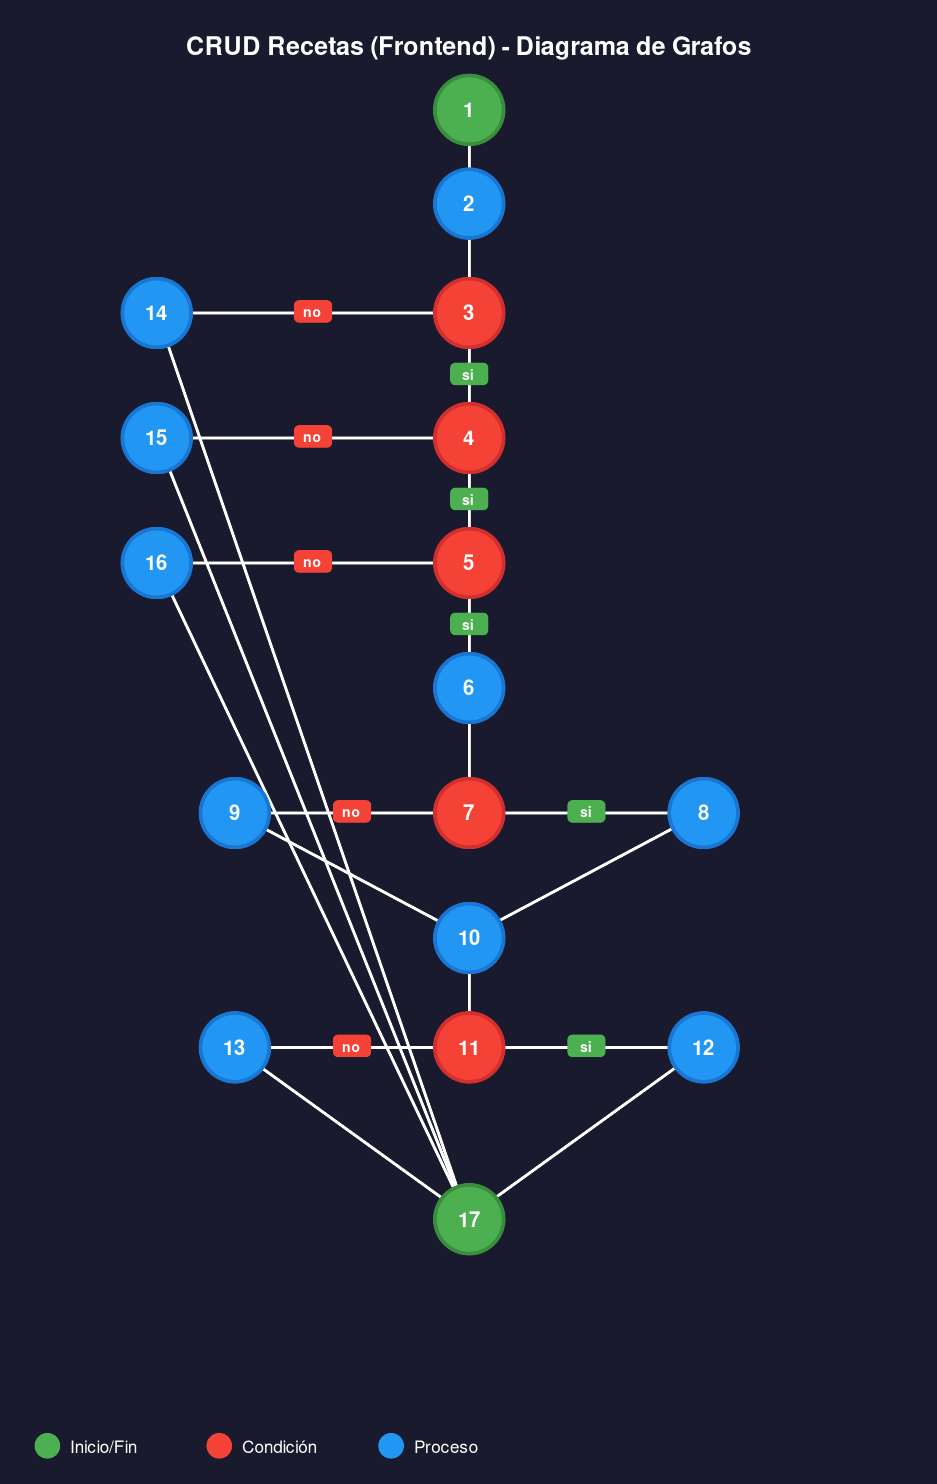 CRUD Recetas (Frontend) - Diagrama de Grafos
1
2
14 no 3
si
15 no 4
si
16 no 5
si
6
9 no 7 si 8
10
13 no 11 si 12
17
Inicio/Fin Condición Proceso